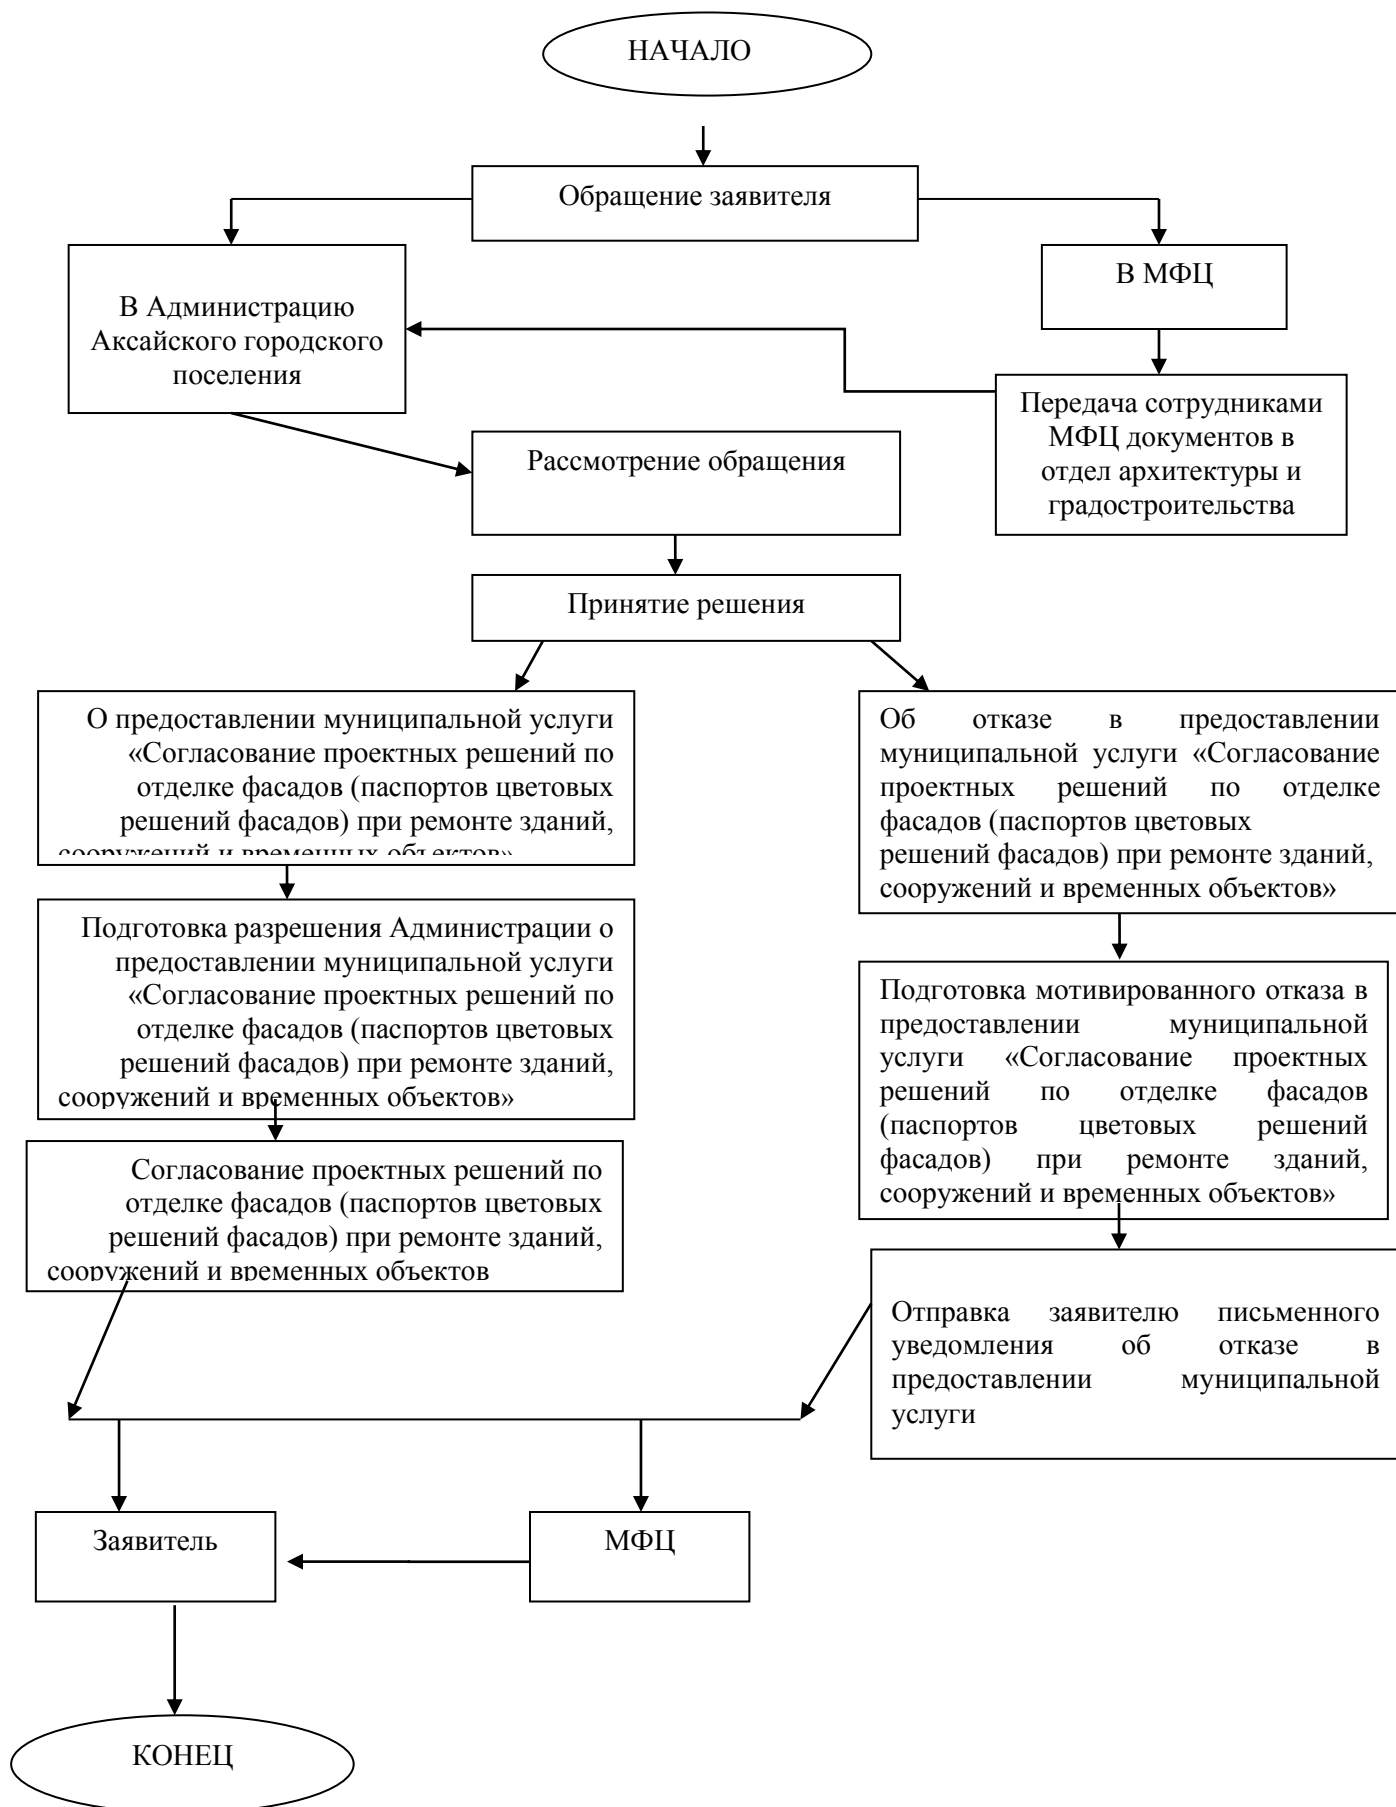 НАЧАЛО
Обращение заявителя
В Администрацию
Аксайского городского
поселения
В МФЦ
Передача сотрудниками
МФЦ документов в
отдел архитектуры и
градостроительства
Рассмотрение обращения
Принятие решения
О предоставлении муниципальной услуги
«Согласование проектных решений по
отделке фасадов (паспортов цветовых
решений фасадов) при ремонте зданий,
сооружений и временных объектов»
Об отказе в предоставлении
муниципальной услуги «Согласование
проектных решений по отделке
фасадов (паспортов цветовых
решений фасадов) при ремонте зданий,
сооружений и временных объектов»
Подготовка разрешения Администрации о
предоставлении муниципальной услуги
«Согласование проектных решений по
отделке фасадов (паспортов цветовых
решений фасадов) при ремонте зданий,
сооружений и временных объектов»
Подготовка мотивированного отказа в
предоставлении муниципальной
услуги «Согласование проектных
решений по отделке фасадов
(паспортов цветовых решений
фасадов) при ремонте зданий,
сооружений и временных объектов»
Согласование проектных решений по
отделке фасадов (паспортов цветовых
решений фасадов) при ремонте зданий,
сооружений и временных объектов
Отправка заявителю письменного
уведомления об отказе в
предоставлении муниципальной
услуги
Заявитель
МФЦ
КОНЕЦ